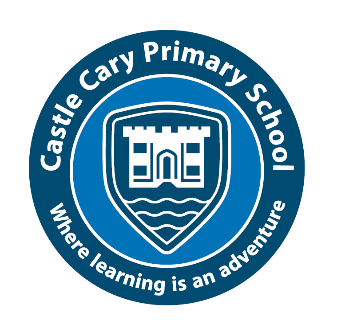 Castle Cary Primary School
Where learning is an adventure